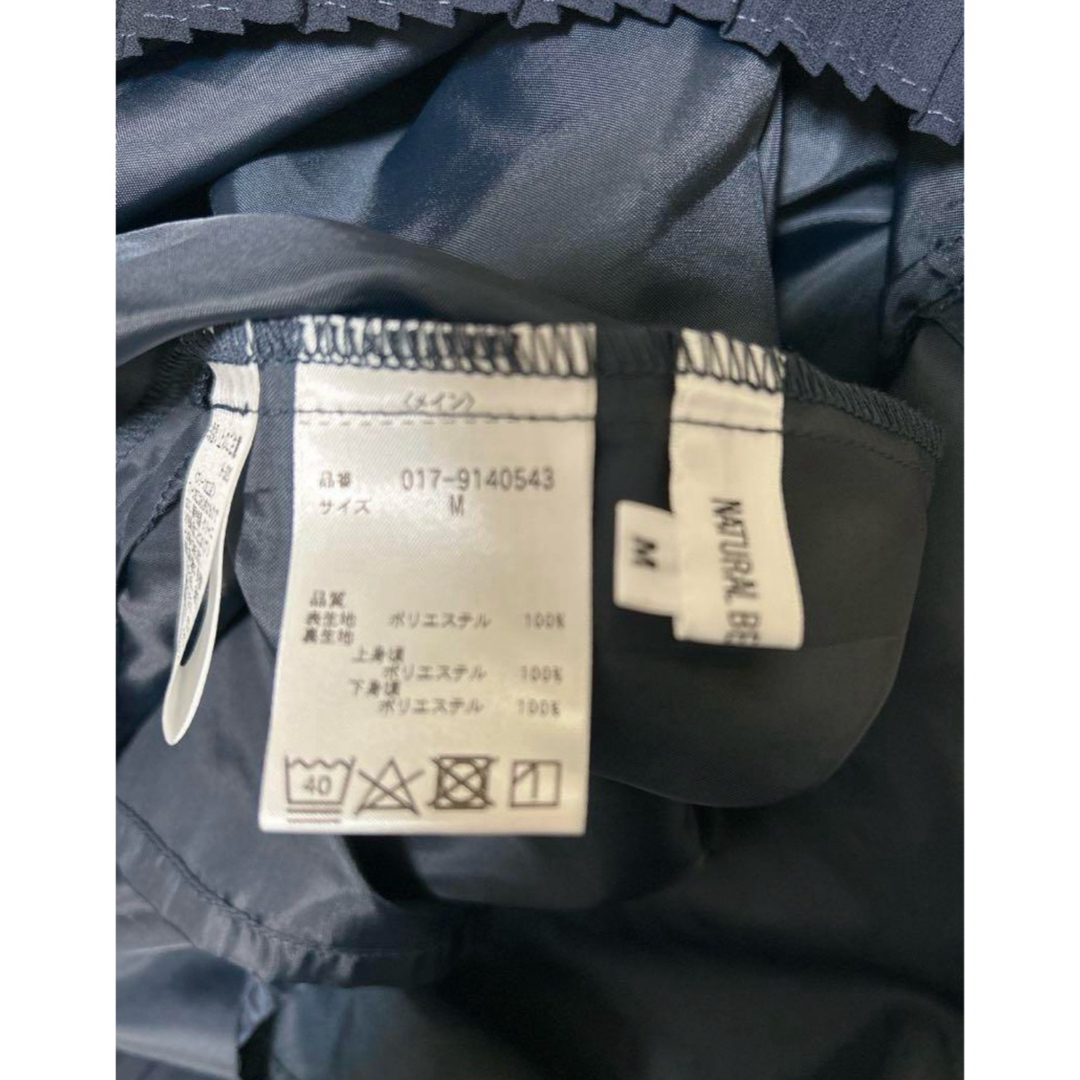 〈メイン〉
品番 017-9140543
サイズ M
品質
表生地 ポリエステル 100%
裏生地
上身頃
ポリエステル 100%
下身頃
ポリエステル 100%
40
NATURAL BE
M